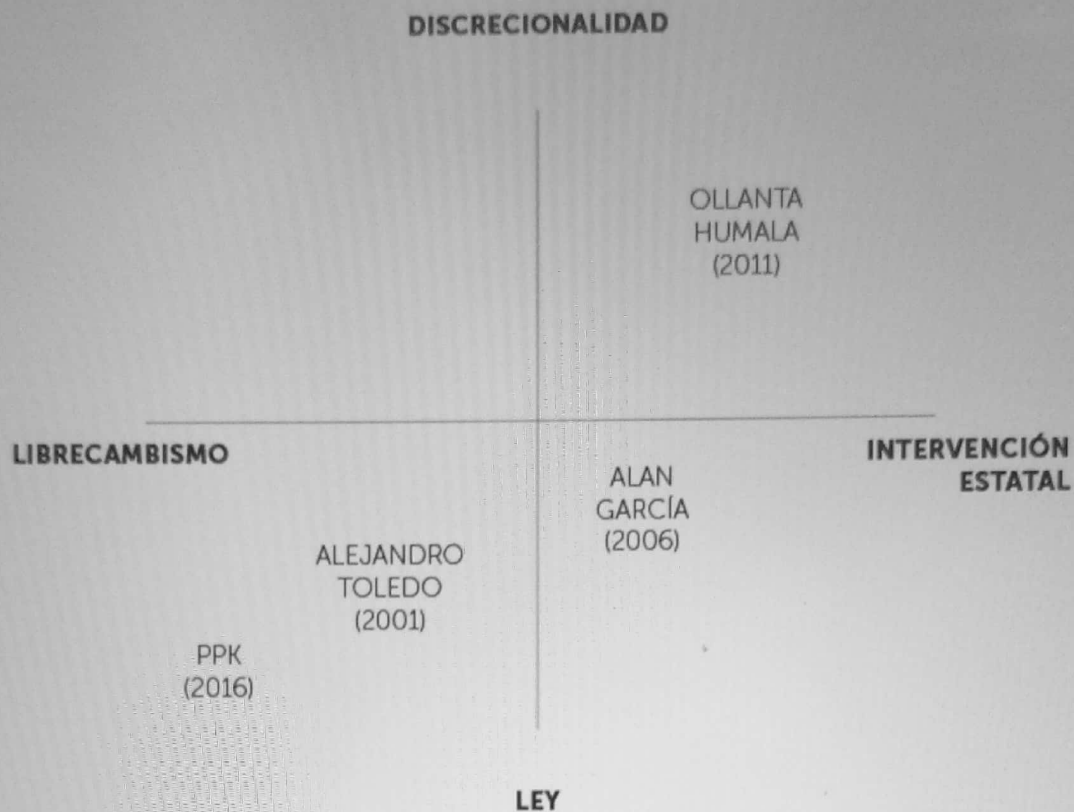 DISCRECIONALIDAD
OLLANTA
HUMALA
(2011)
LIBRECAMBISMO
INTERVENCIÓN
ESTATAL
ALAN
GARCÍA
(2006)
ALEJANDRO
TOLEDO
(2001)
PPK
(2016)
LEY